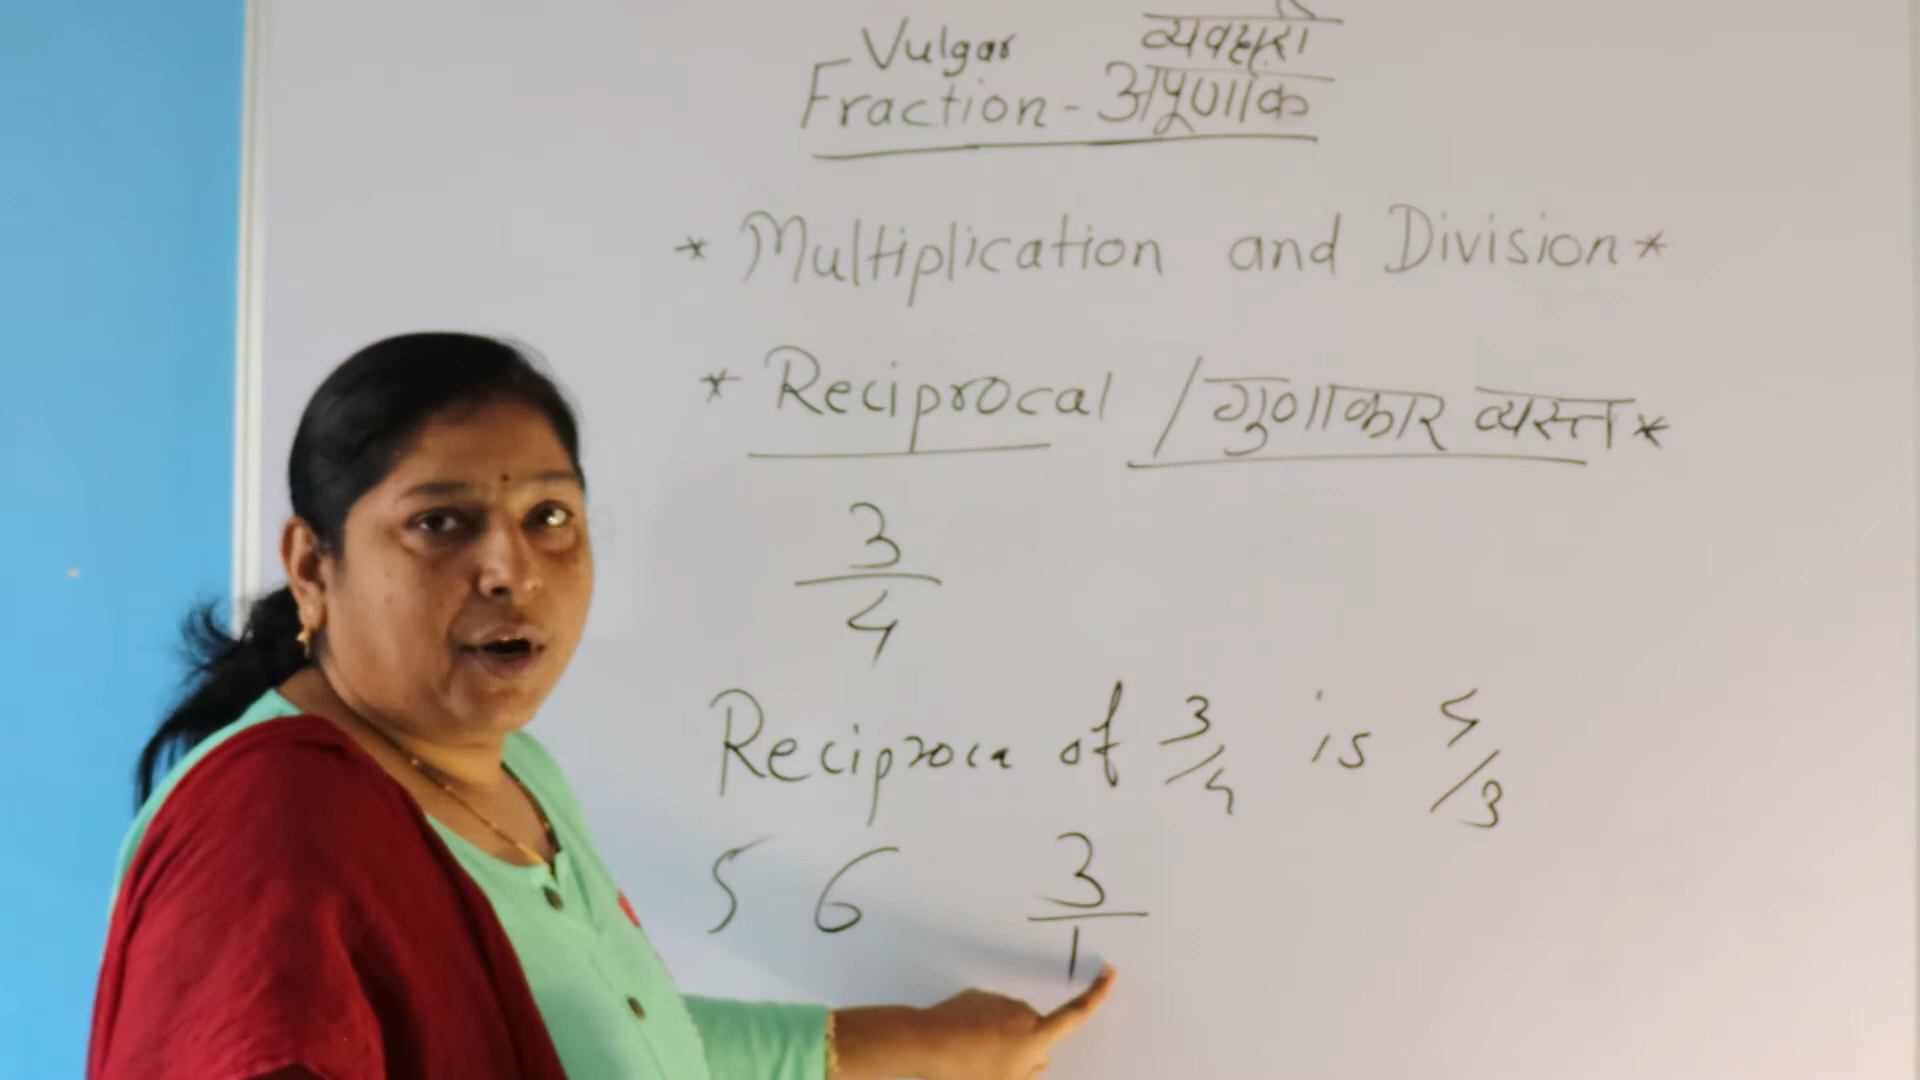 Vulgar व्यवहारी
Fraction - अपूर्णांक
* Multiplication and Division *
* Reciprocal / गुणाकार व्यस्त *
3
4
Reciproca of 3/4 is 4/3
5 6 3
1